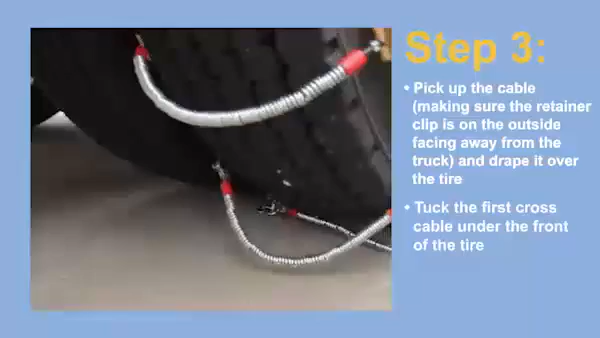 Step 3:
• Pick up the cable
(making sure the retainer
clip is on the outside
facing away from the
truck) and drape it over
the tire
• Tuck the first cross
cable under the front
of the tire